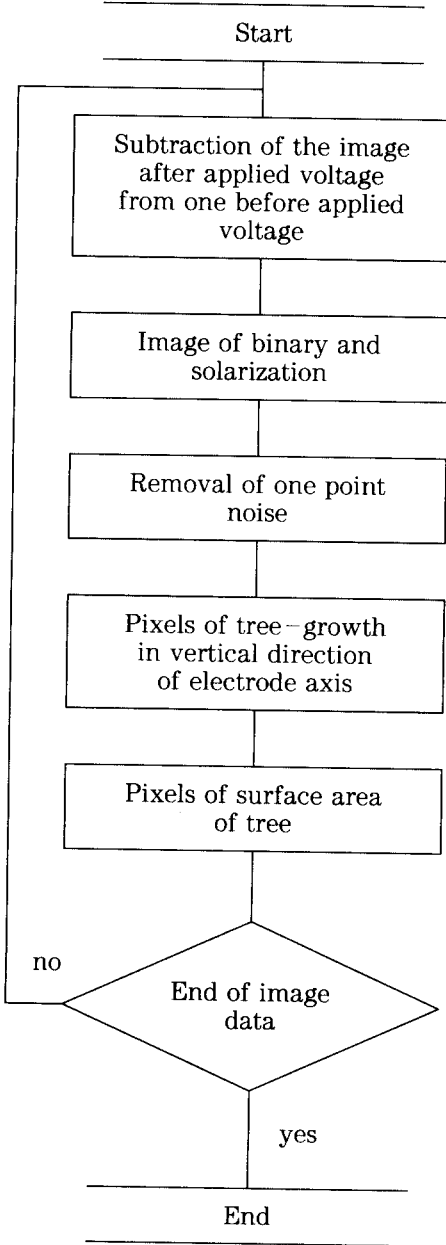 Start
Subtraction of the image
after applied voltage
from one before applied
voltage
Image of binary and
solarization
Removal of one point
noise
Pixels of tree-growth
in vertical direction
of electrode axis
Pixels of surface area
of tree
no
End of image
data
yes
End